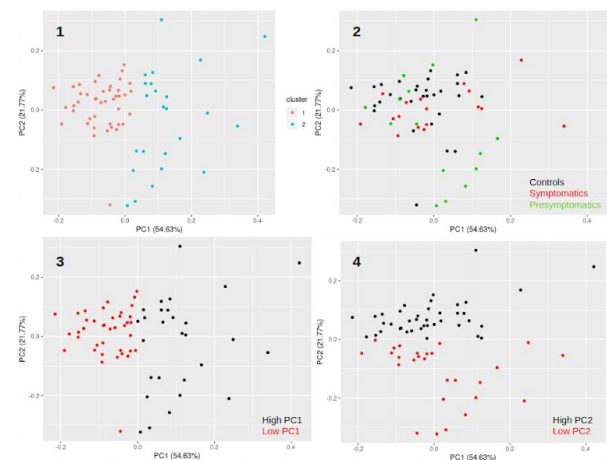 1
0.2
0.0
-0.2
PC2 (21.77%)
-0.2
0.0
0.2
0.4
PC1 (54.63%)
cluster
1
2
2
0.2
0.0
-0.2
PC2 (21.77%)
Controls
Symptomatics
Presymptomatics
-0.2
0.0
0.2
0.4
PC1 (54.63%)
3
0.2
0.0
-0.2
PC2 (21.77%)
High PC1
Low PC1
-0.2
0.0
0.2
0.4
PC1 (54.63%)
4
0.2
0.0
-0.2
PC2 (21.77%)
High PC2
Low PC2
-0.2
0.0
0.2
0.4
PC1 (54.63%)